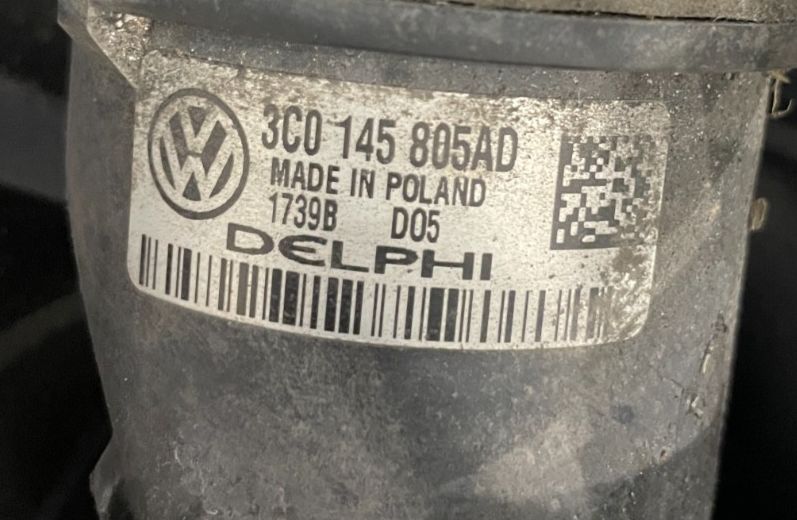 3C0 145 805AD
MADE IN POLAND
1739B D05
DELPHI